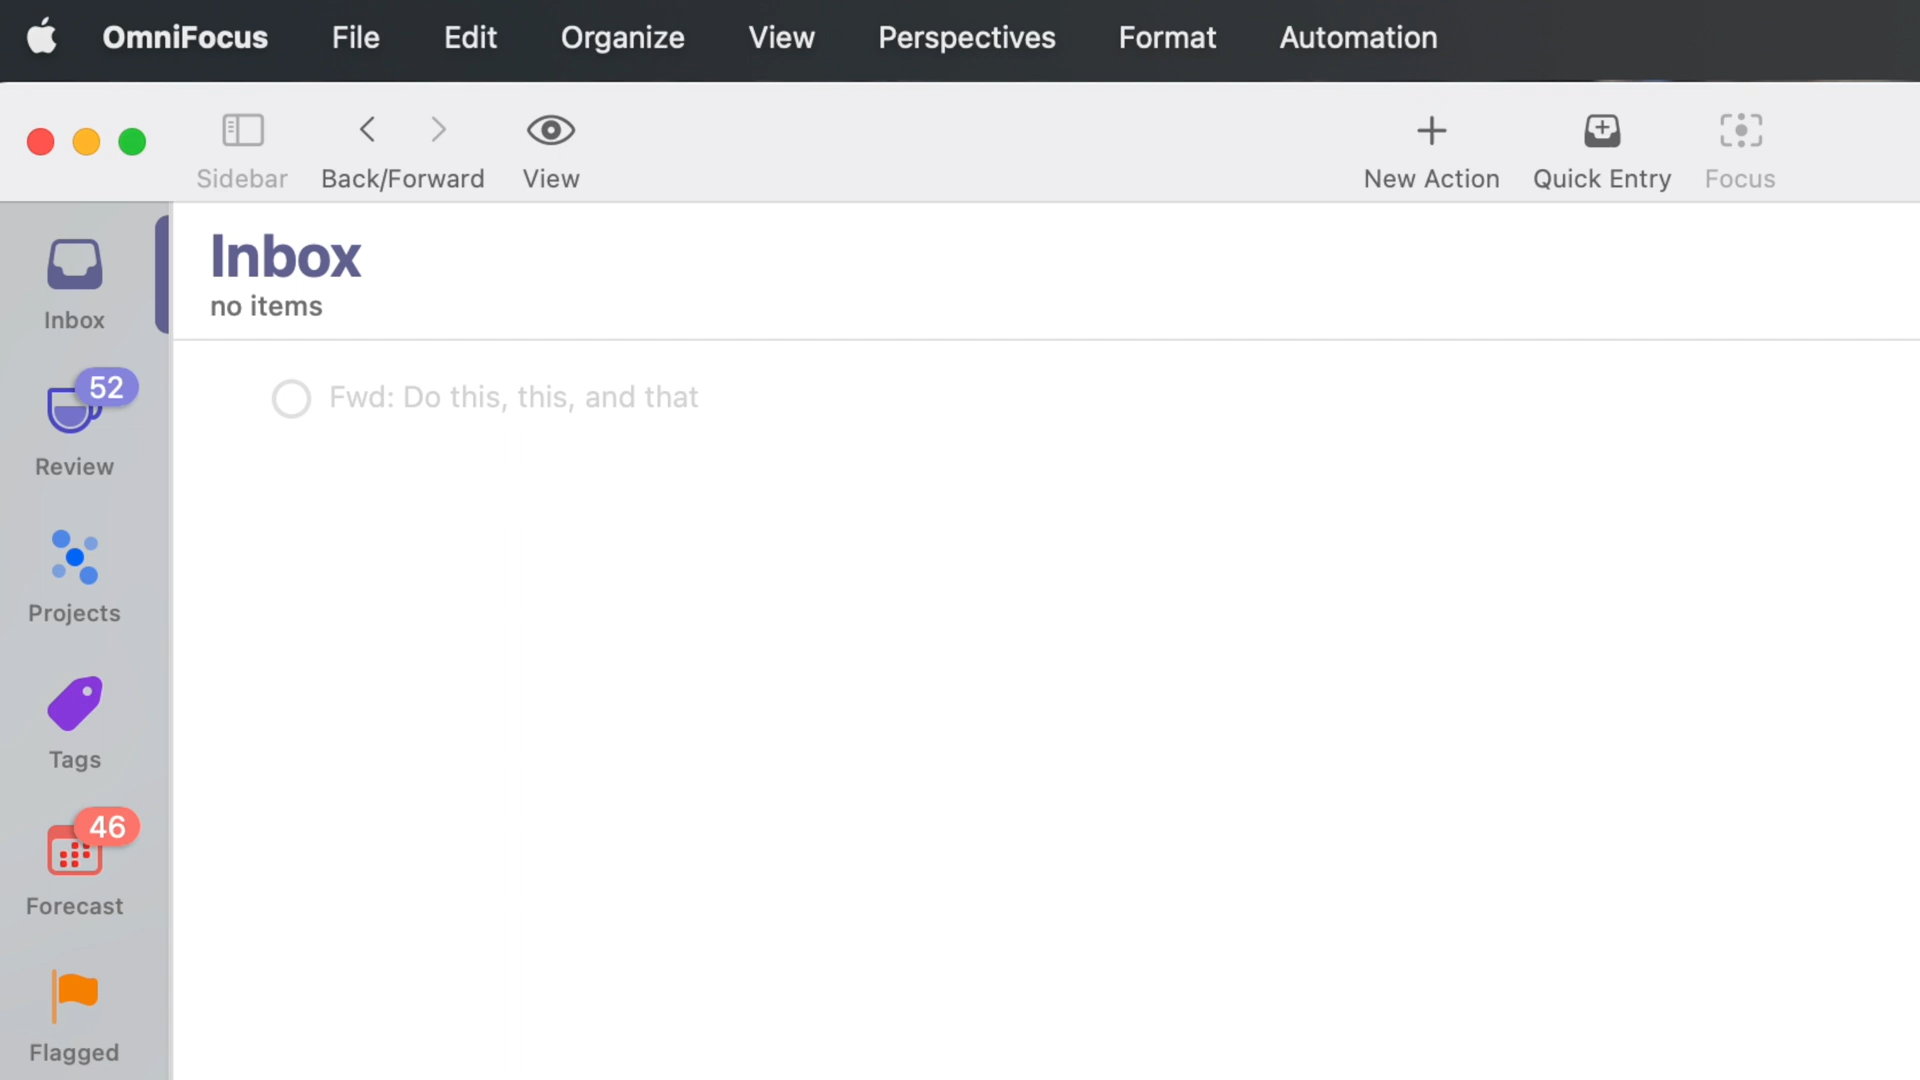 OmniFocus File Edit Organize View Perspectives Format Automation
Sidebar Back/Forward View New Action Quick Entry Focus
Inbox
no items
Fwd: Do this, this, and that
Inbox
52
Review
Projects
Tags
46
Forecast
Flagged